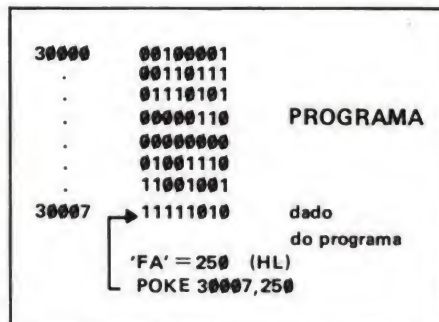 30000 00100001
. 00110111
. 01110101
. 00000110 PROGRAMA
. 00000000
. 01001110
. 11001001
30007 11111010 dado
do programa
'FA' = 250 (HL)
POKE 30007,250